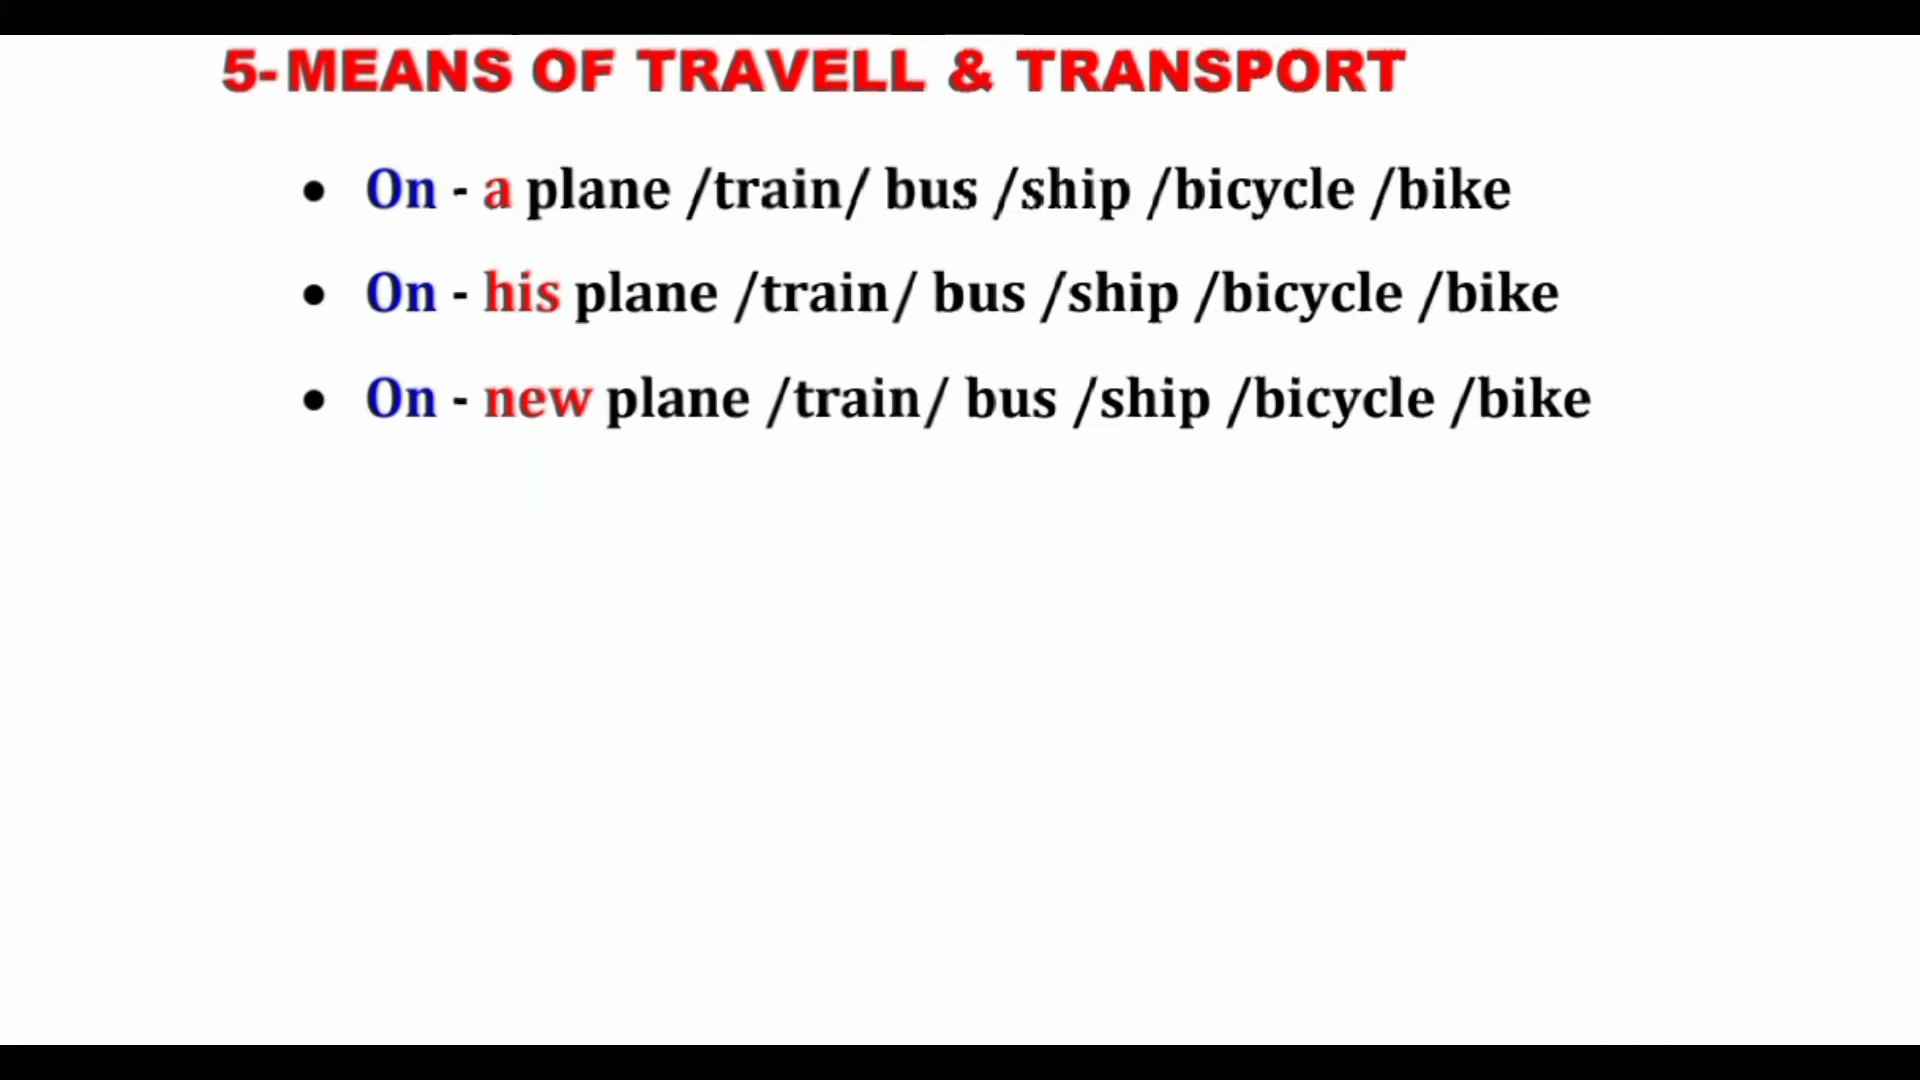 5-MEANS OF TRAVELL & TRANSPORT
• On - a plane /train/ bus /ship /bicycle /bike
• On - his plane /train/ bus /ship /bicycle /bike
• On - new plane /train/ bus /ship /bicycle /bike